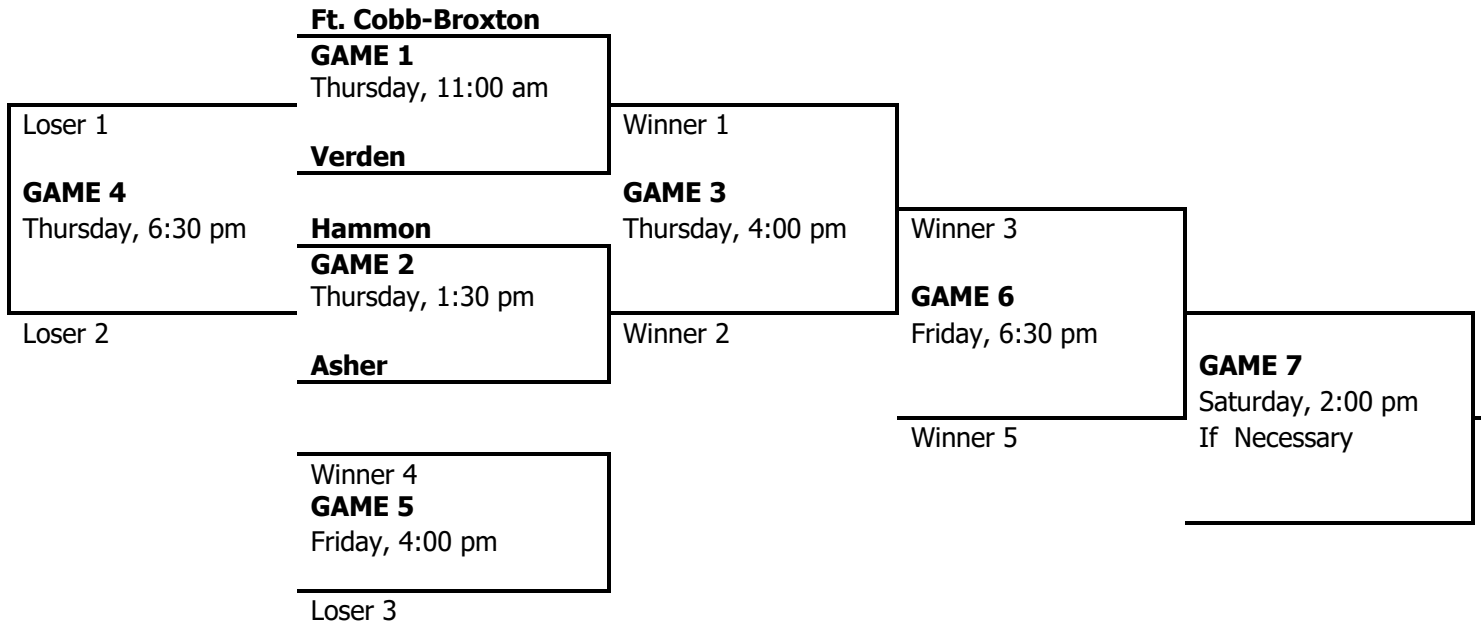 Ft. Cobb-Broxton
GAME 1
Thursday, 11:00 am
Loser 1
Winner 1
Verden
GAME 4
GAME 3
Thursday, 6:30 pm
Hammon
Thursday, 4:00 pm
Winner 3
GAME 2
Thursday, 1:30 pm
GAME 6
Loser 2
Winner 2
Friday, 6:30 pm
Asher
GAME 7
Saturday, 2:00 pm
Winner 5
If Necessary
Winner 4
GAME 5
Friday, 4:00 pm
Loser 3